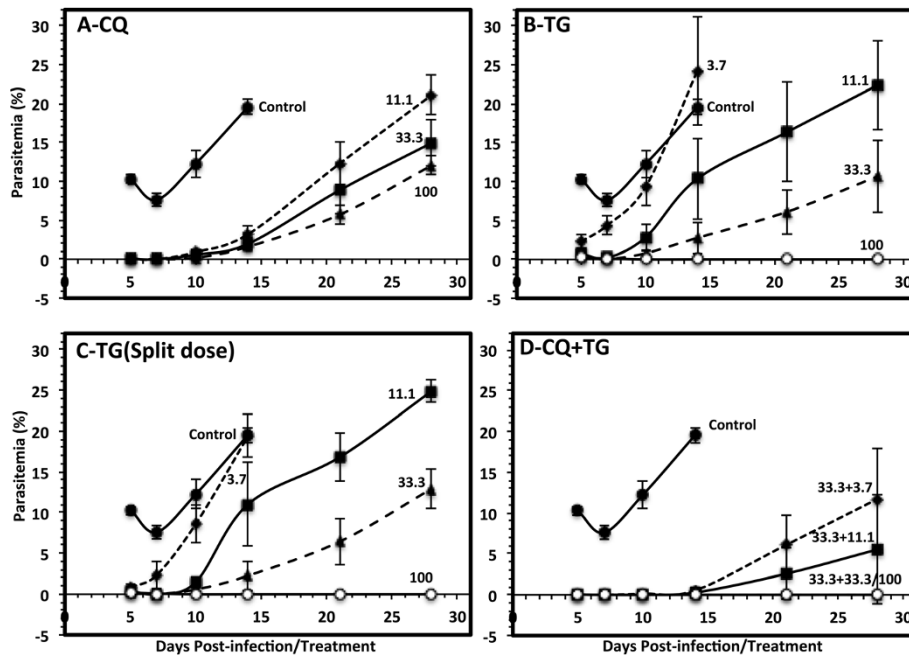 A-CQ
Parasitemia (%)
30
25
20
15
10
5
0
-5
0 5 10 15 20 25 30
Control
11.1
33.3
100
B-TG
30
25
20
15
10
5
0
-5
0 5 10 15 20 25 30
3.7
Control
11.1
33.3
100
C-TG(Split dose)
Parasitemia (%)
30
25
20
15
10
5
0
-5
0 5 10 15 20 25 30
Control
3.7
11.1
33.3
100
Days Post-infection/Treatment
D-CQ+TG
30
25
20
15
10
5
0
-5
0 5 10 15 20 25 30
Control
33.3+3.7
33.3+11.1
33.3+33.3/100
Days Post-infection/Treatment